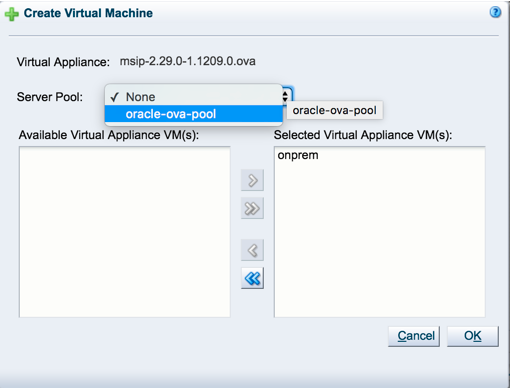 Create Virtual Machine
Virtual Appliance: msip-2.29.0-1.1209.0.ova
Server Pool: ✓ None
oracle-ova-pool oracle-ova-pool
Available Virtual Appliance VM(s): Selected Virtual Appliance VM(s):
onprem
Cancel OK